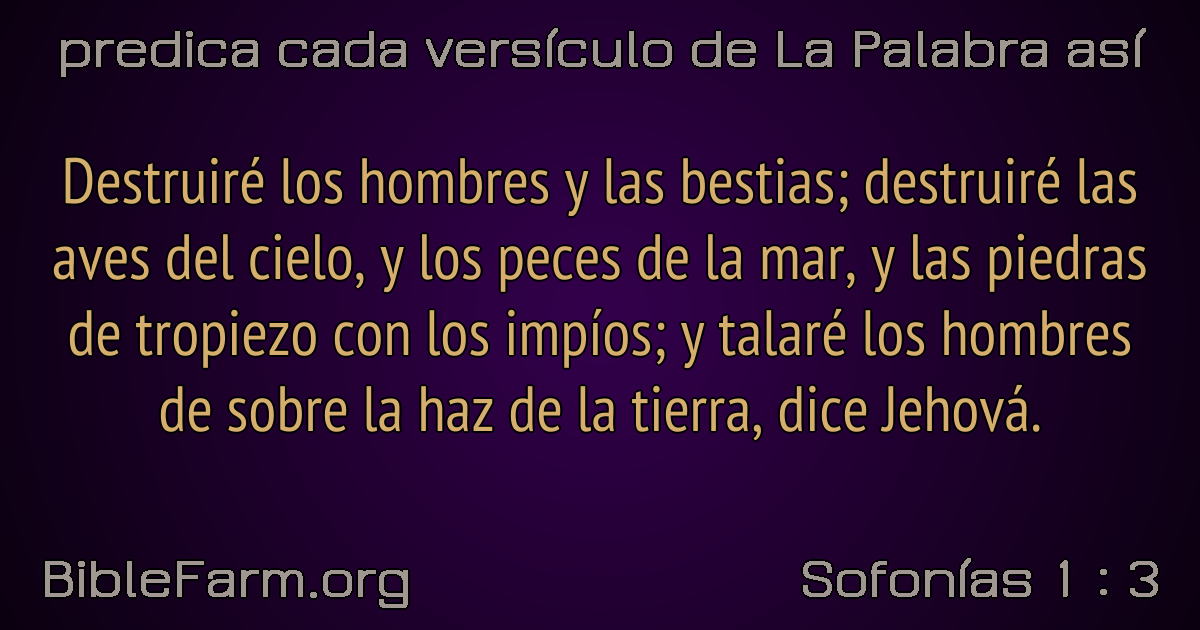 predica cada versículo de La Palabra así
Destruiré los hombres y las bestias; destruiré las
aves del cielo, y los peces de la mar, y las piedras
de tropiezo con los impíos; y talaré los hombres
de sobre la haz de la tierra, dice Jehová.
BibleFarm.org
Sofonías 1 : 3